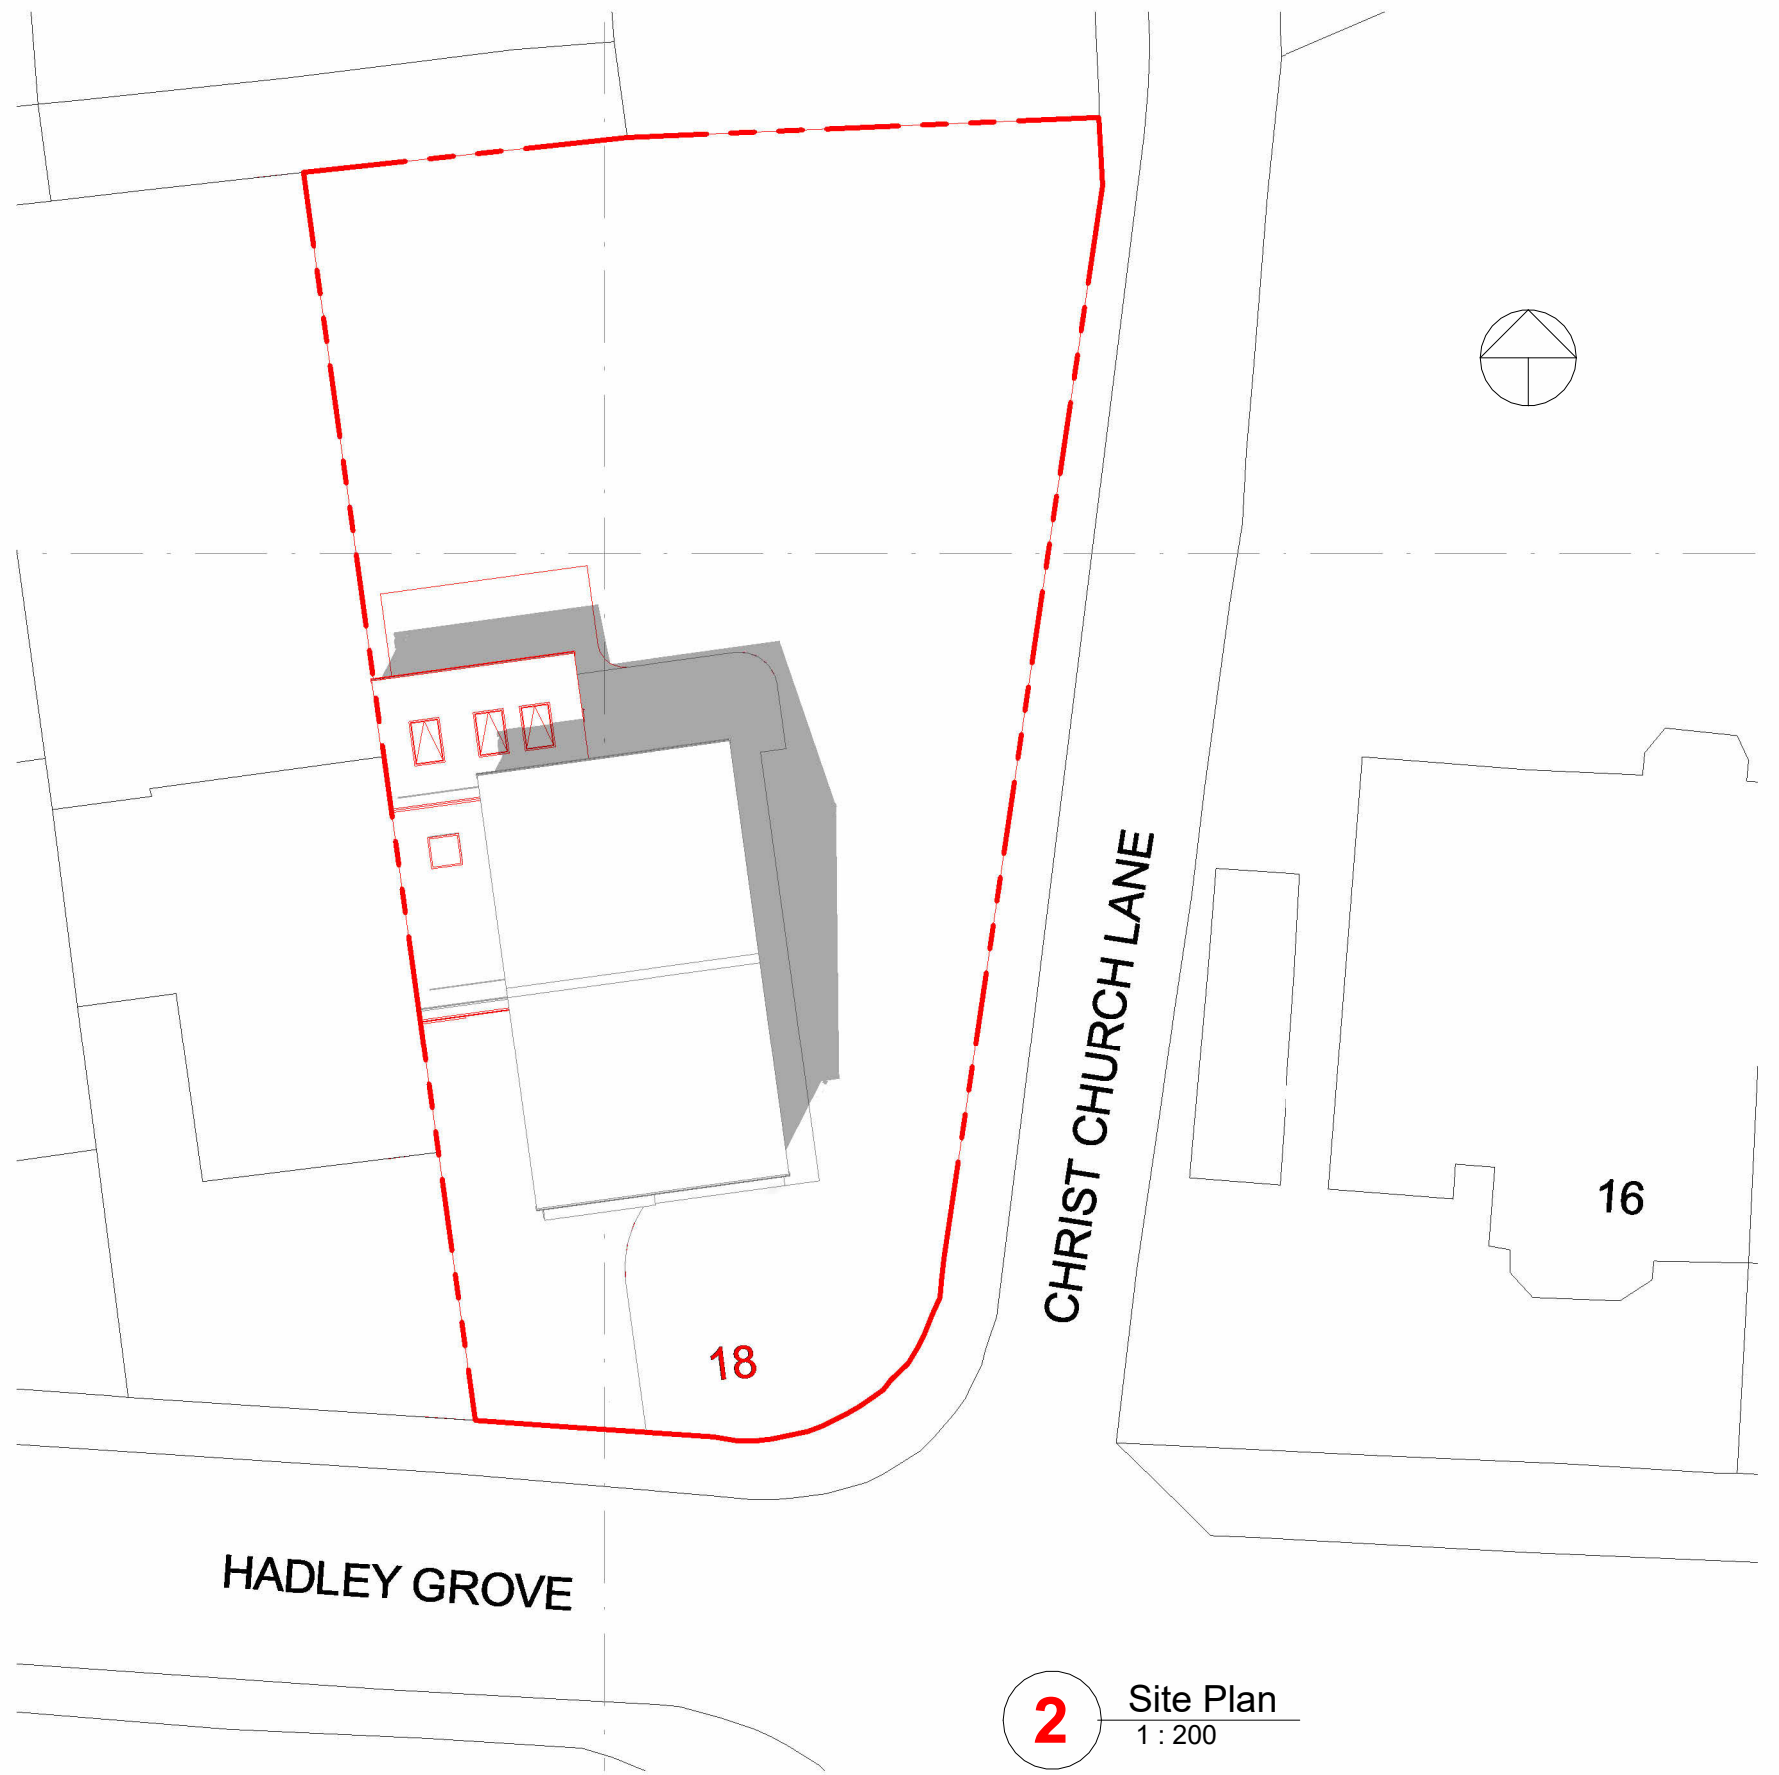 CHRIST CHURCH LANE
16
18
HADLEY GROVE
2
Site Plan
1 : 200